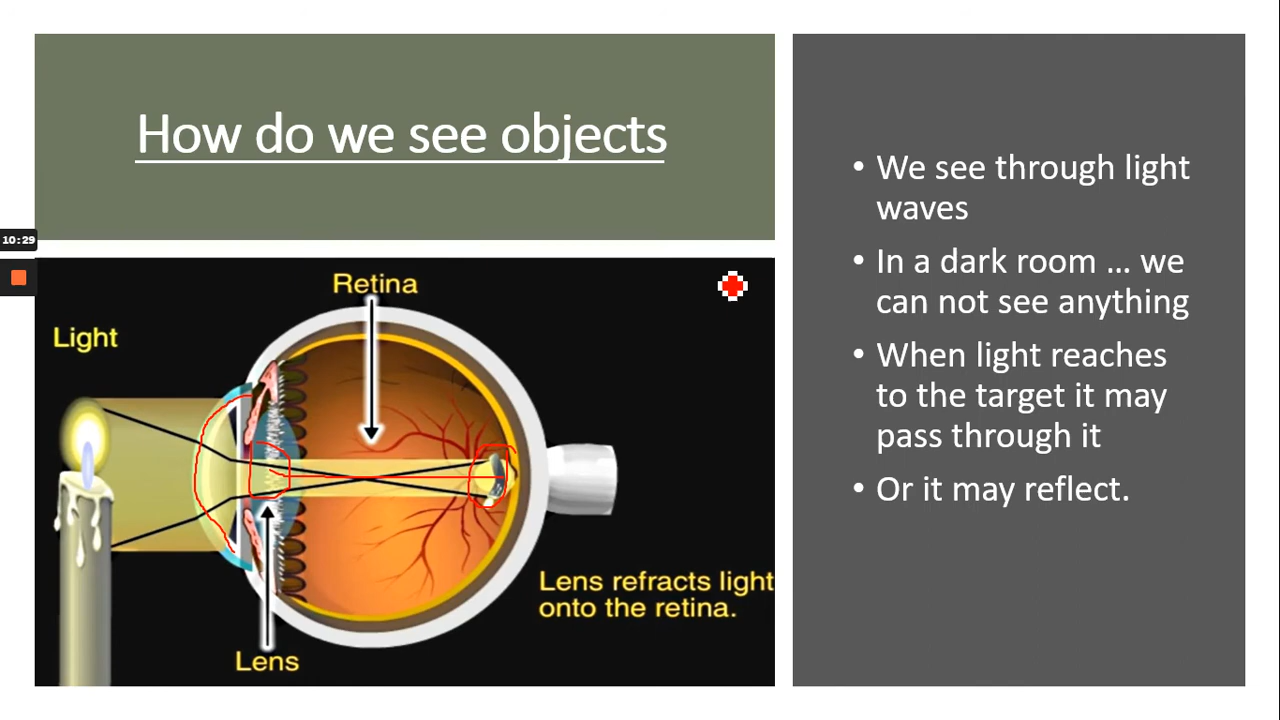 How do we see objects
10:29
Retina
Light
Lens refracts light
onto the retina.
Lens
• We see through light
waves
• In a dark room … we
can not see anything
• When light reaches
to the target it may
pass through it
• Or it may reflect.